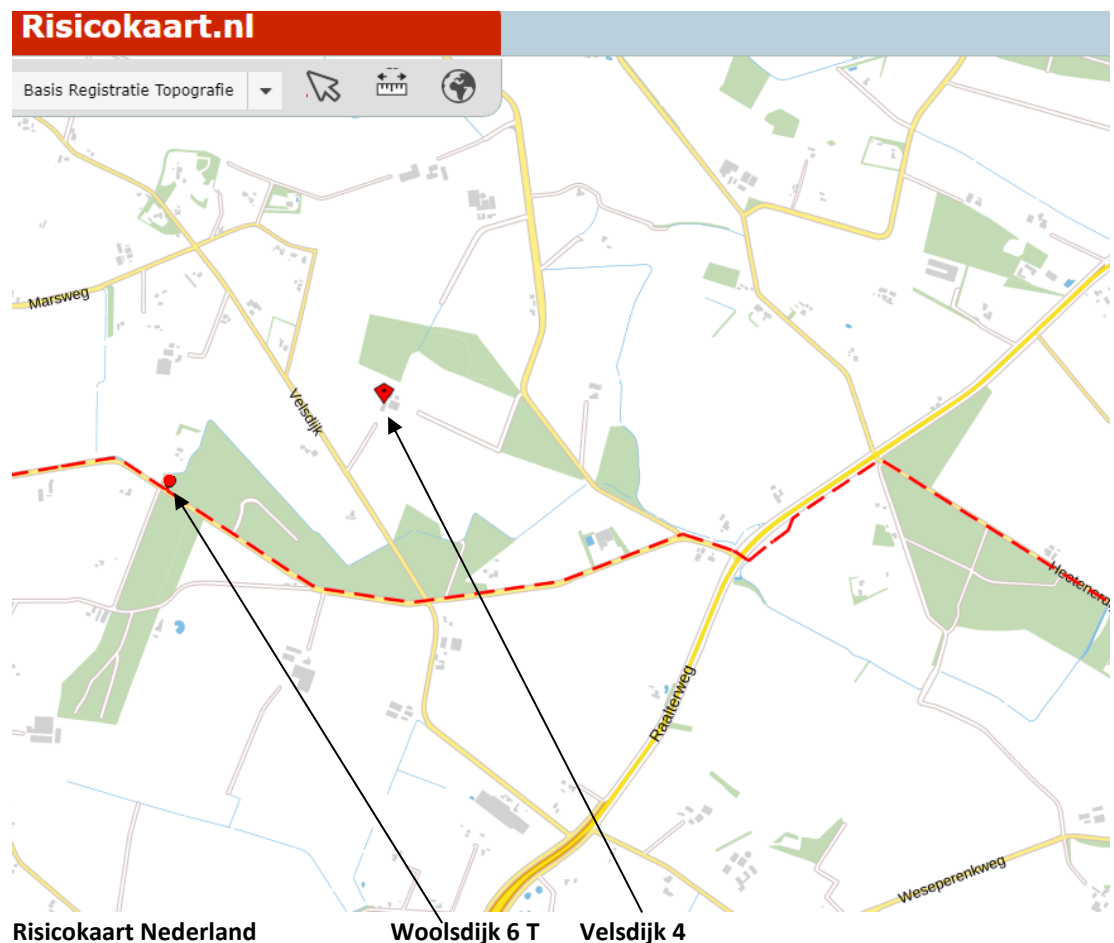 Risicokaart.nl
Basis Registratie Topografie
Marsweg
Velsdijk
Raalterweg
Weseperenkweg
Risicokaart Nederland Woolsdijk 6 T Velsdijk 4